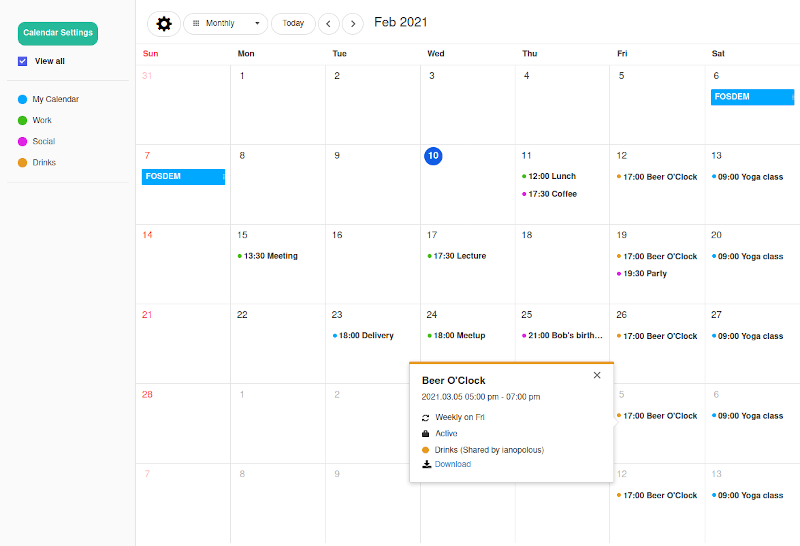 Calendar Settings
View all
My Calendar
Work
Social
Drinks
Monthly
Today
Feb 2021
Sun Mon Tue Wed Thu Fri Sat
31 1 2 3 4 5 6
FOSDEM
7 8 9 10 11 12 13
FOSDEM
12:00 Lunch
17:30 Coffee
17:00 Beer O'Clock
09:00 Yoga class
14 15 16 17 18 19 20
13:30 Meeting
17:30 Lecture
17:00 Beer O'Clock
19:30 Party
09:00 Yoga class
21 22 23 24 25 26 27
18:00 Delivery
18:00 Meetup
21:00 Bob's birth...
17:00 Beer O'Clock
09:00 Yoga class
28 1 2 5 6
17:00 Beer O'Clock
09:00 Yoga class
7 8 9 12 13
17:00 Beer O'Clock
09:00 Yoga class
Beer O'Clock
2021.03.05 05:00 pm - 07:00 pm
Weekly on Fri
Active
Drinks (Shared by ianopolous)
Download